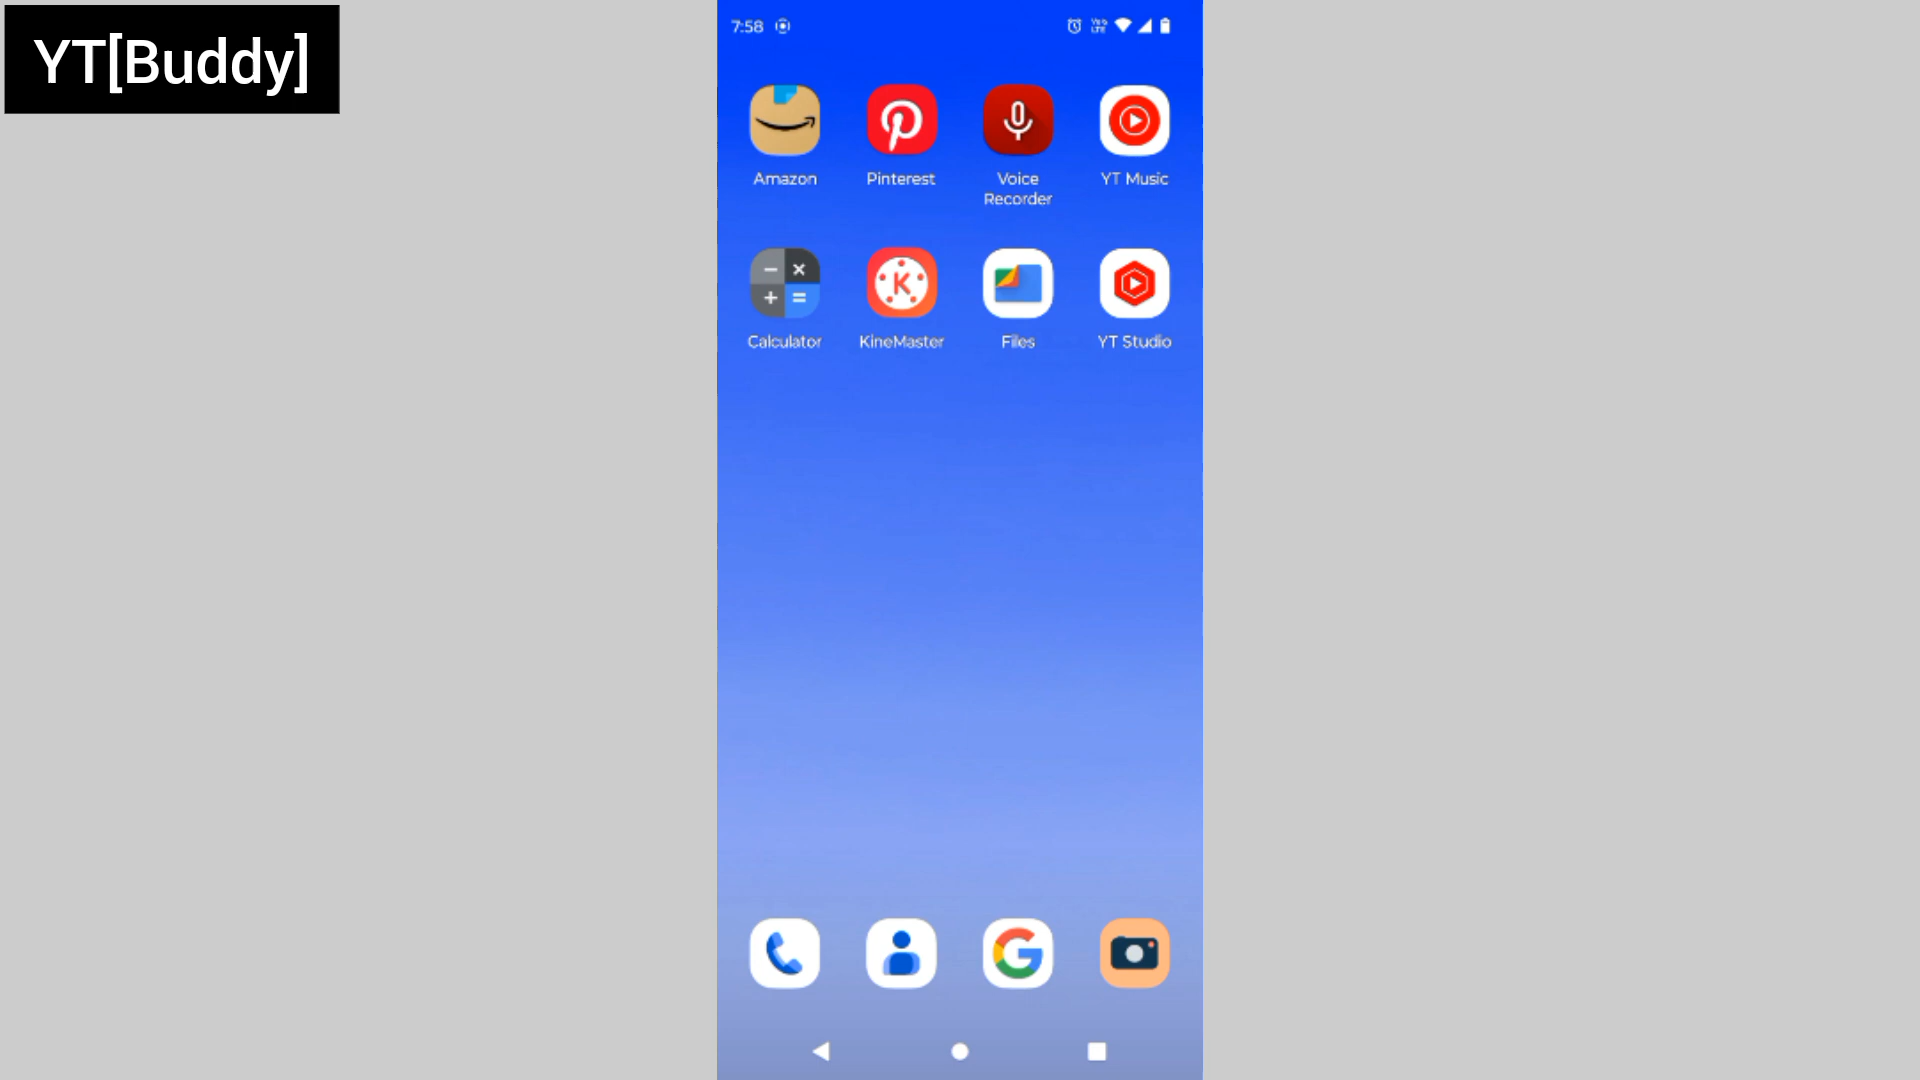 YT[Buddy]
7:58
Amazon
Pinterest
Voice
Recorder
YT Music
Calculator
KineMaster
Files
YT Studio